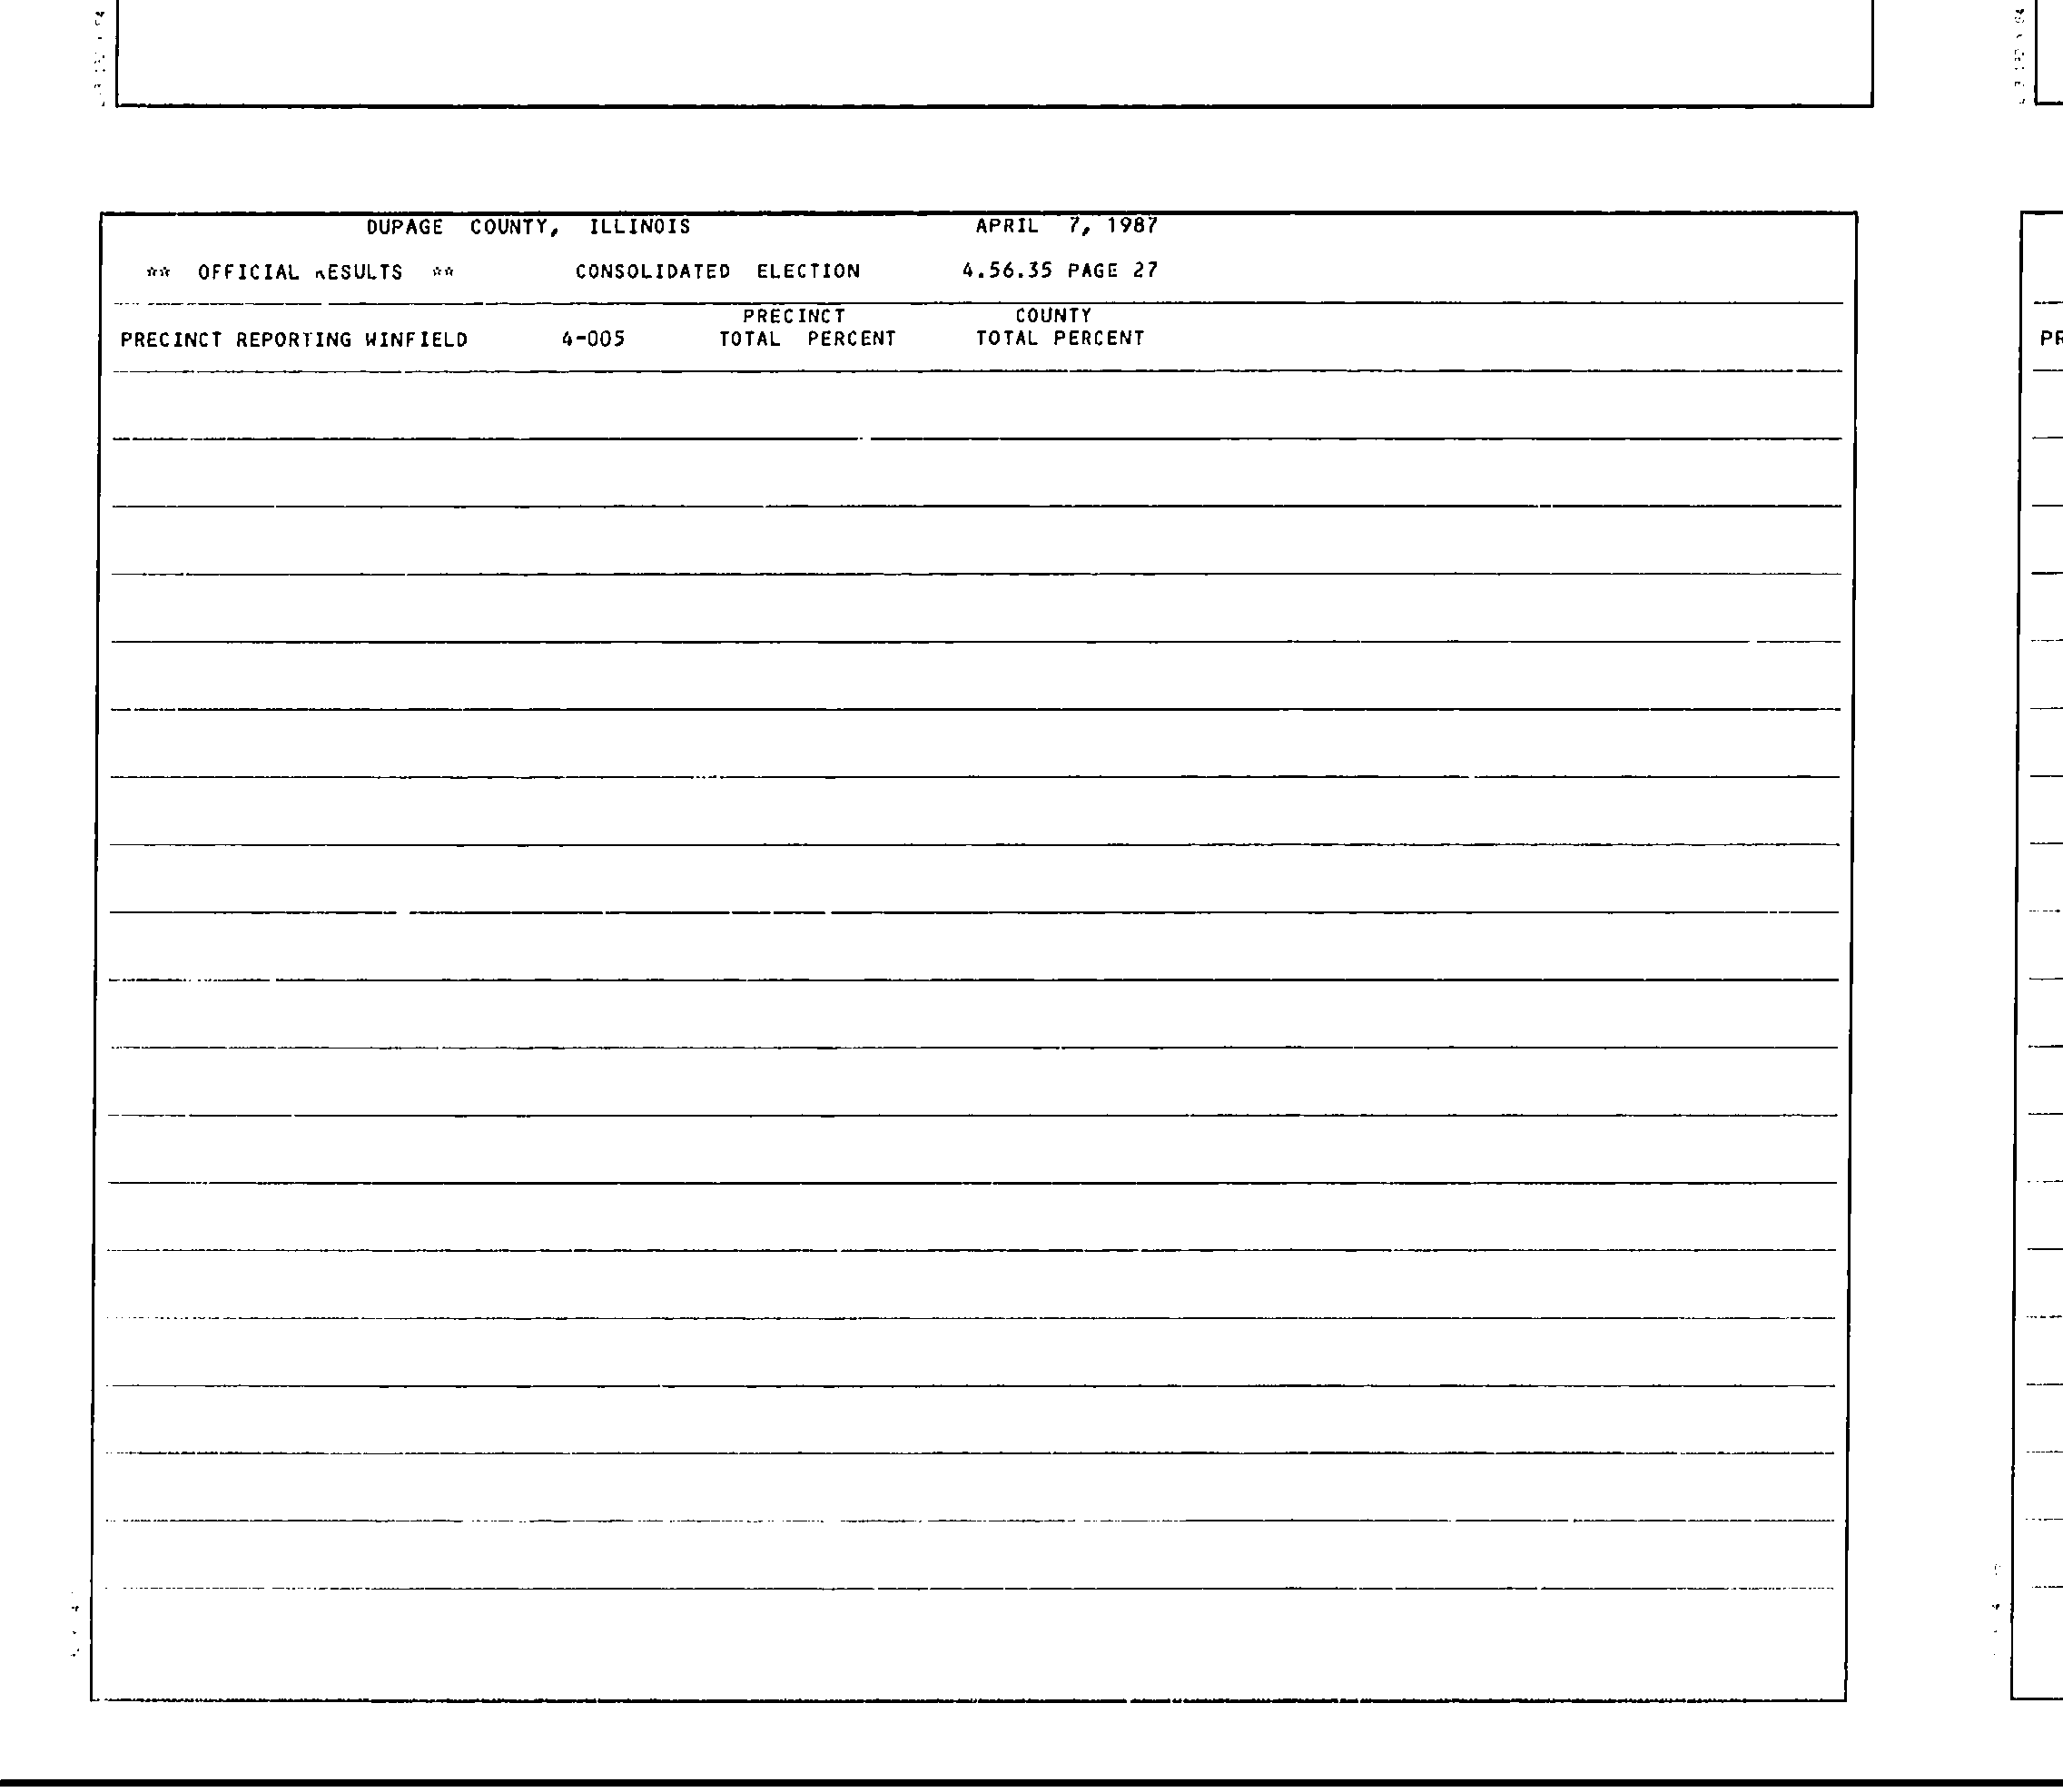 DUPAGE COUNTY, ILLINOIS APRIL 7, 1987
** OFFICIAL RESULTS ** CONSOLIDATED ELECTION 4.56.35 PAGE 27
PRECINCT COUNTY
PRECINCT REPORTING WINFIELD 4-005 TOTAL PERCENT TOTAL PERCENT
PR